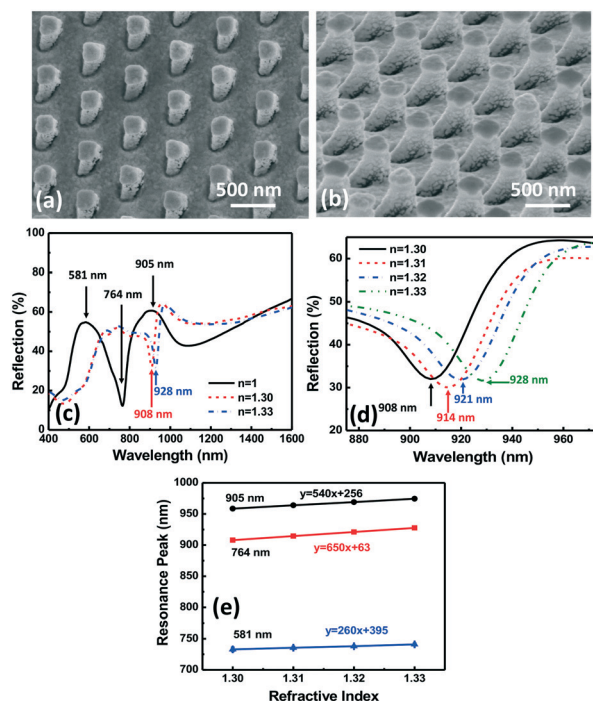 (a)
500 nm
(b)
500 nm
Reflection (%)
100
80
60
40
20
0
581 nm
764 nm
905 nm
n=1
n=1.30
n=1.33
908 nm
928 nm
(c)
400 600 800 1000 1200 1400 1600
Wavelength (nm)
Reflection (%)
60
50
40
30
20
n=1.30
n=1.31
n=1.32
n=1.33
908 nm
914 nm
921 nm
928 nm
(d)
900 920 940 960
Wavelength (nm)
Resonance Peak (nm)
1000
950
900
850
800
750
700
905 nm
y=540x+256
764 nm
y=650x+63
(e)
581 nm
y=260x+395
1.30 1.31 1.32 1.33
Refractive Index